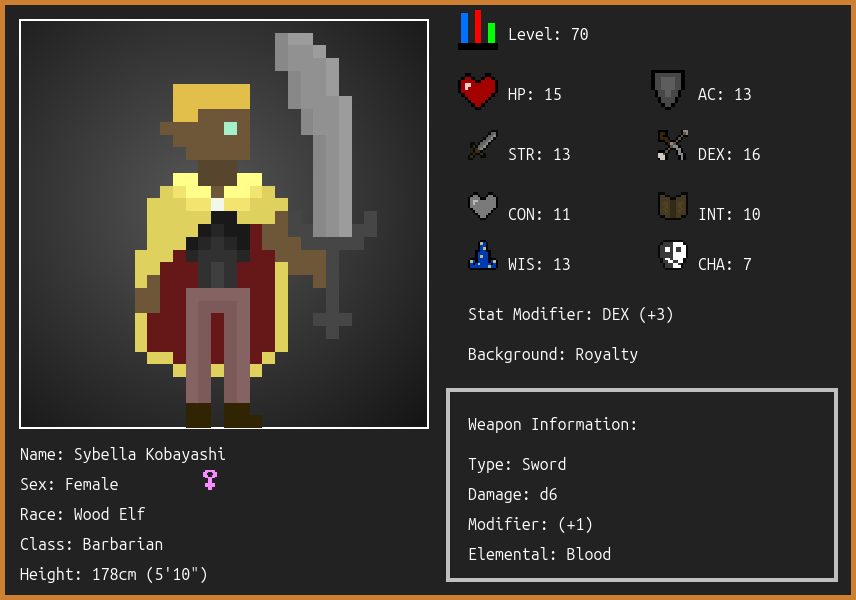 Level: 70
HP: 15
AC: 13
STR: 13
DEX: 16
CON: 11
INT: 10
WIS: 13
CHA: 7
Stat Modifier: DEX (+3)
Background: Royalty
Weapon Information:
Type: Sword
Damage: d6
Modifier: (+1)
Elemental: Blood
Name: Sybella Kobayashi
Sex: Female
Race: Wood Elf
Class: Barbarian
Height: 178cm (5'10")